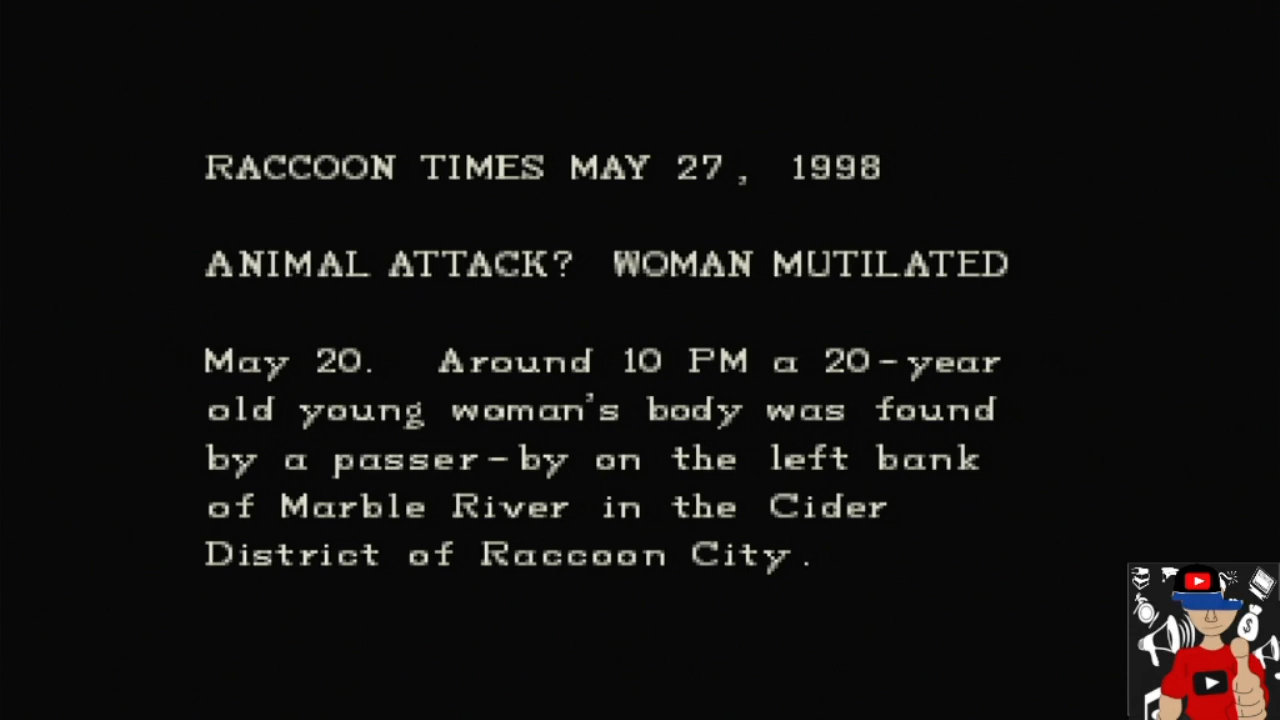 RACCOON TIMES MAY 27, 1998
ANIMAL ATTACK? WOMAN MUTILATED
May 20. Around 10 PM a 20-year
old young woman's body was found
by a passer-by on the left bank
of Marble River in the Cider
District of Raccoon City.
$